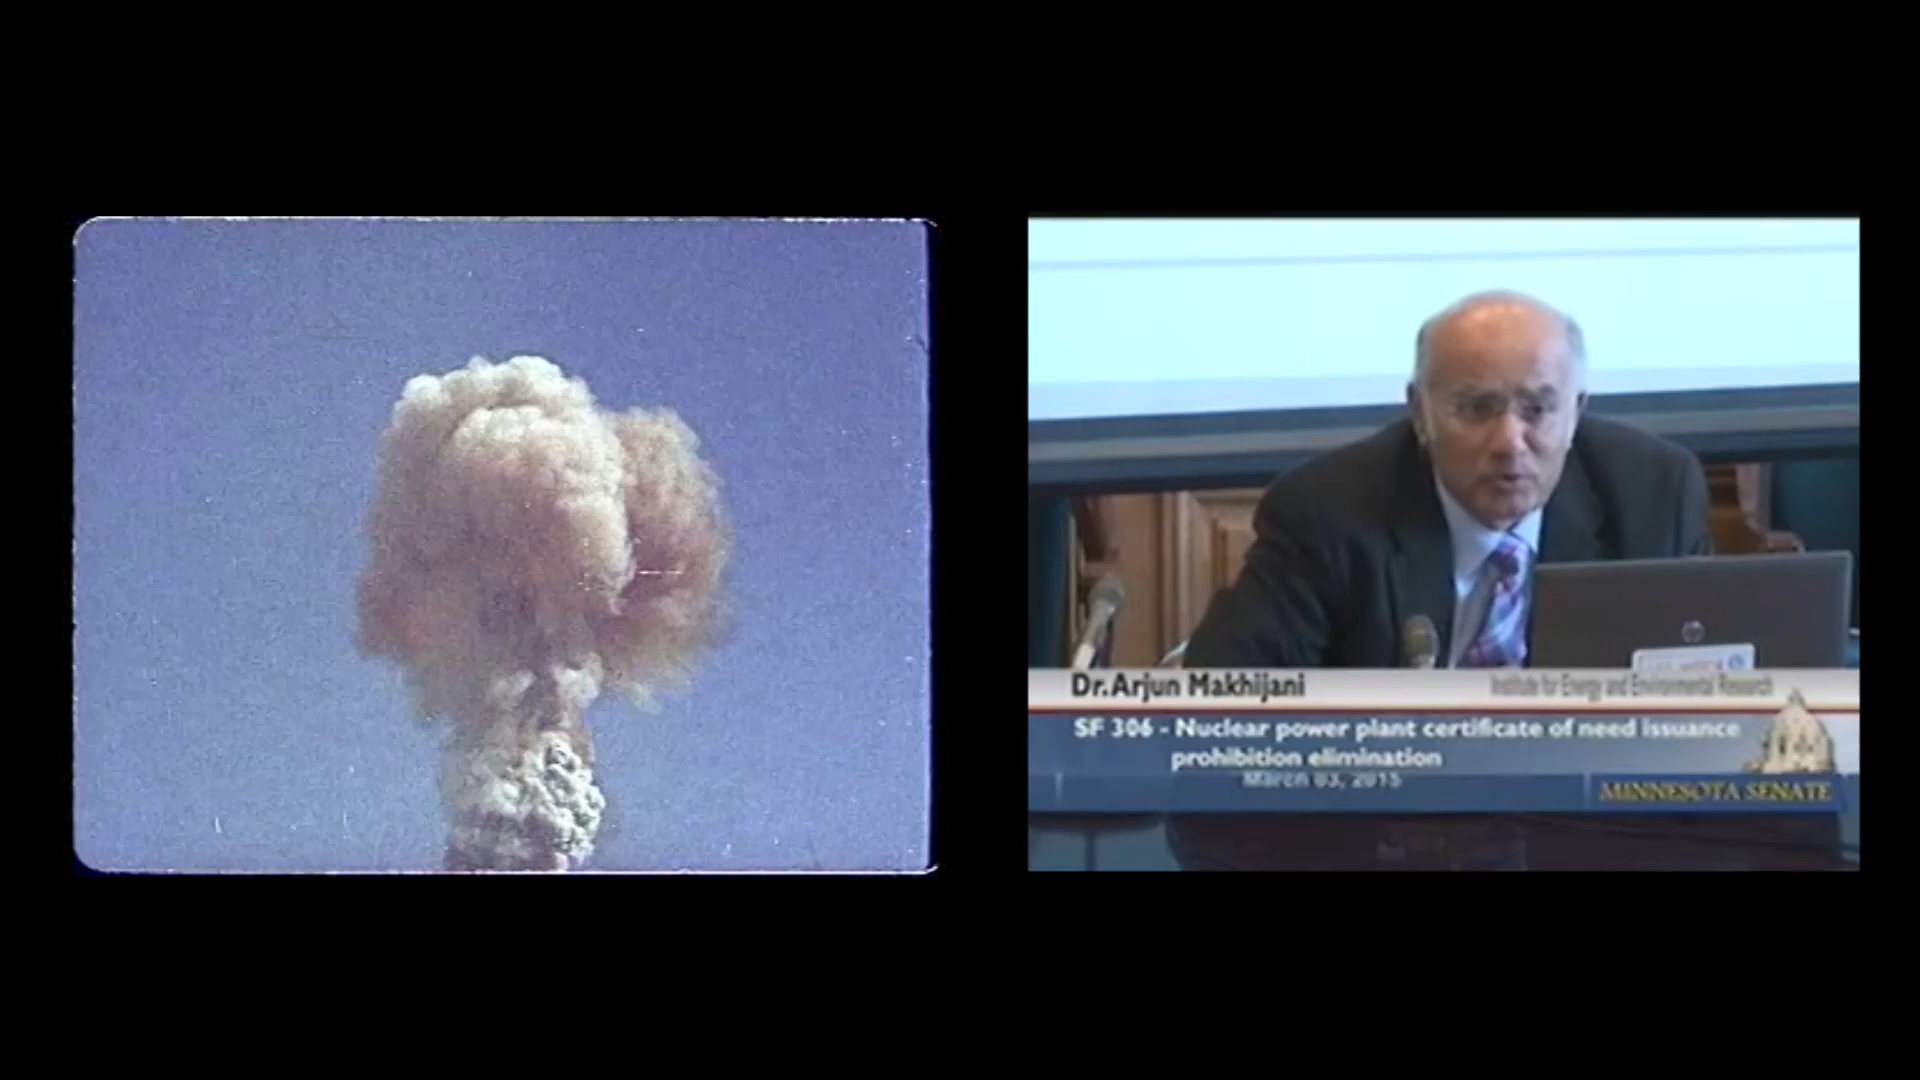 Dr. Arjun Makhijani
Institute for Energy and Environmental Research
SF 306 - Nuclear power plant certificate of need issuance
prohibition elimination
March 03, 2015
MINNESOTA SENATE